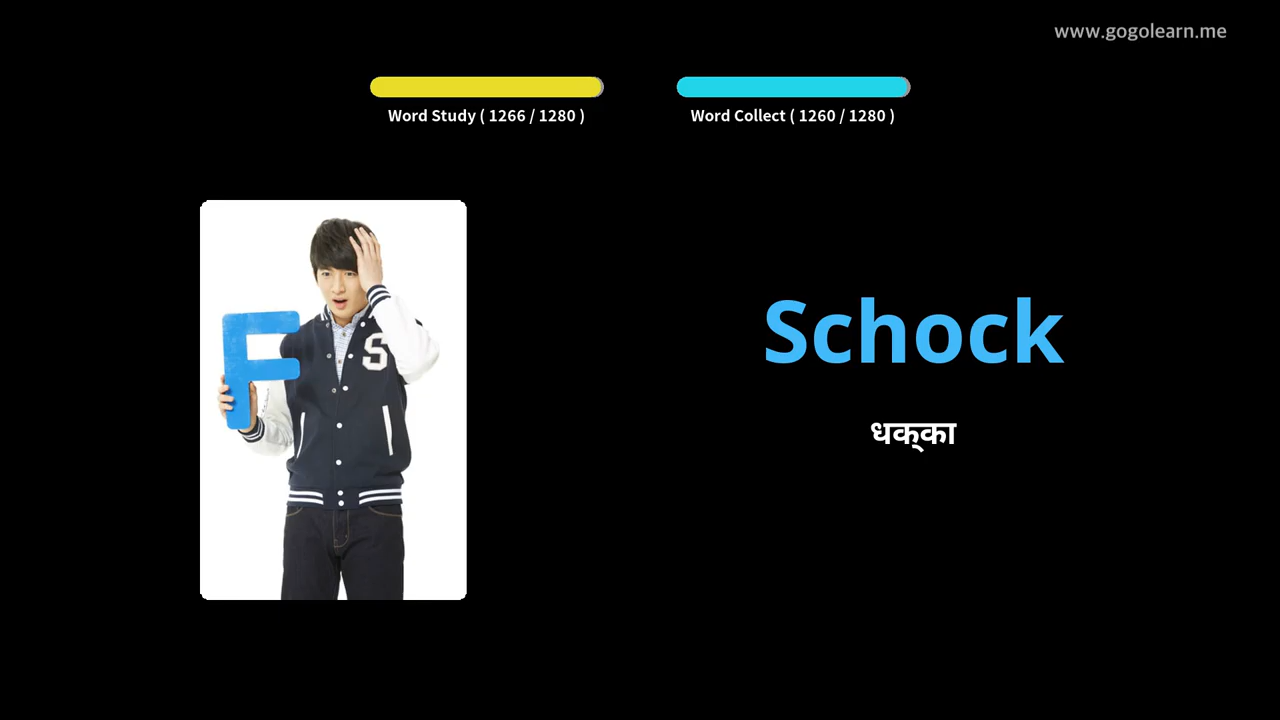 www.gogolearn.me
Word Study ( 1266 / 1280 )
Word Collect ( 1260 / 1280 )
F
S
Schock
धक्का